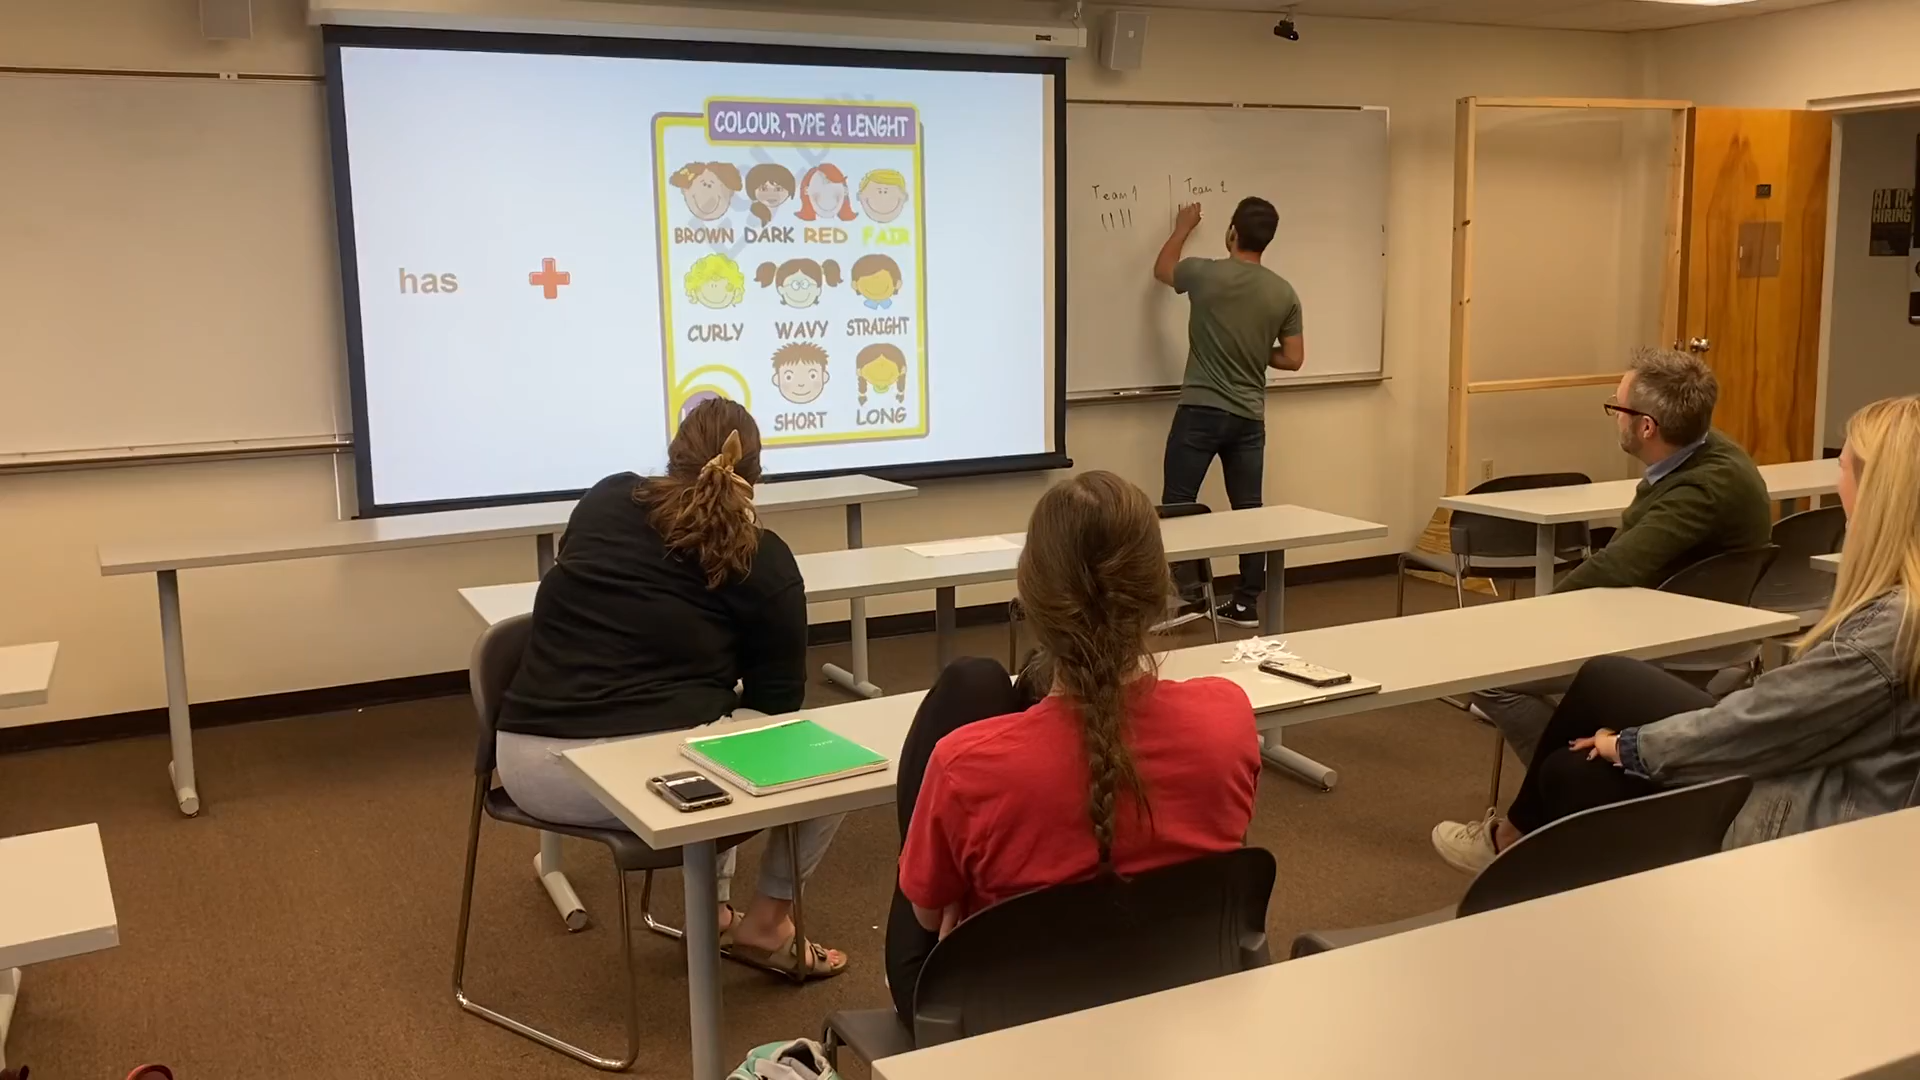 has
COLOUR, TYPE & LENGHT
BROWN DARK RED FAIR
CURLY WAVY STRAIGHT
SHORT LONG
Team 1 Team 2
HIRING